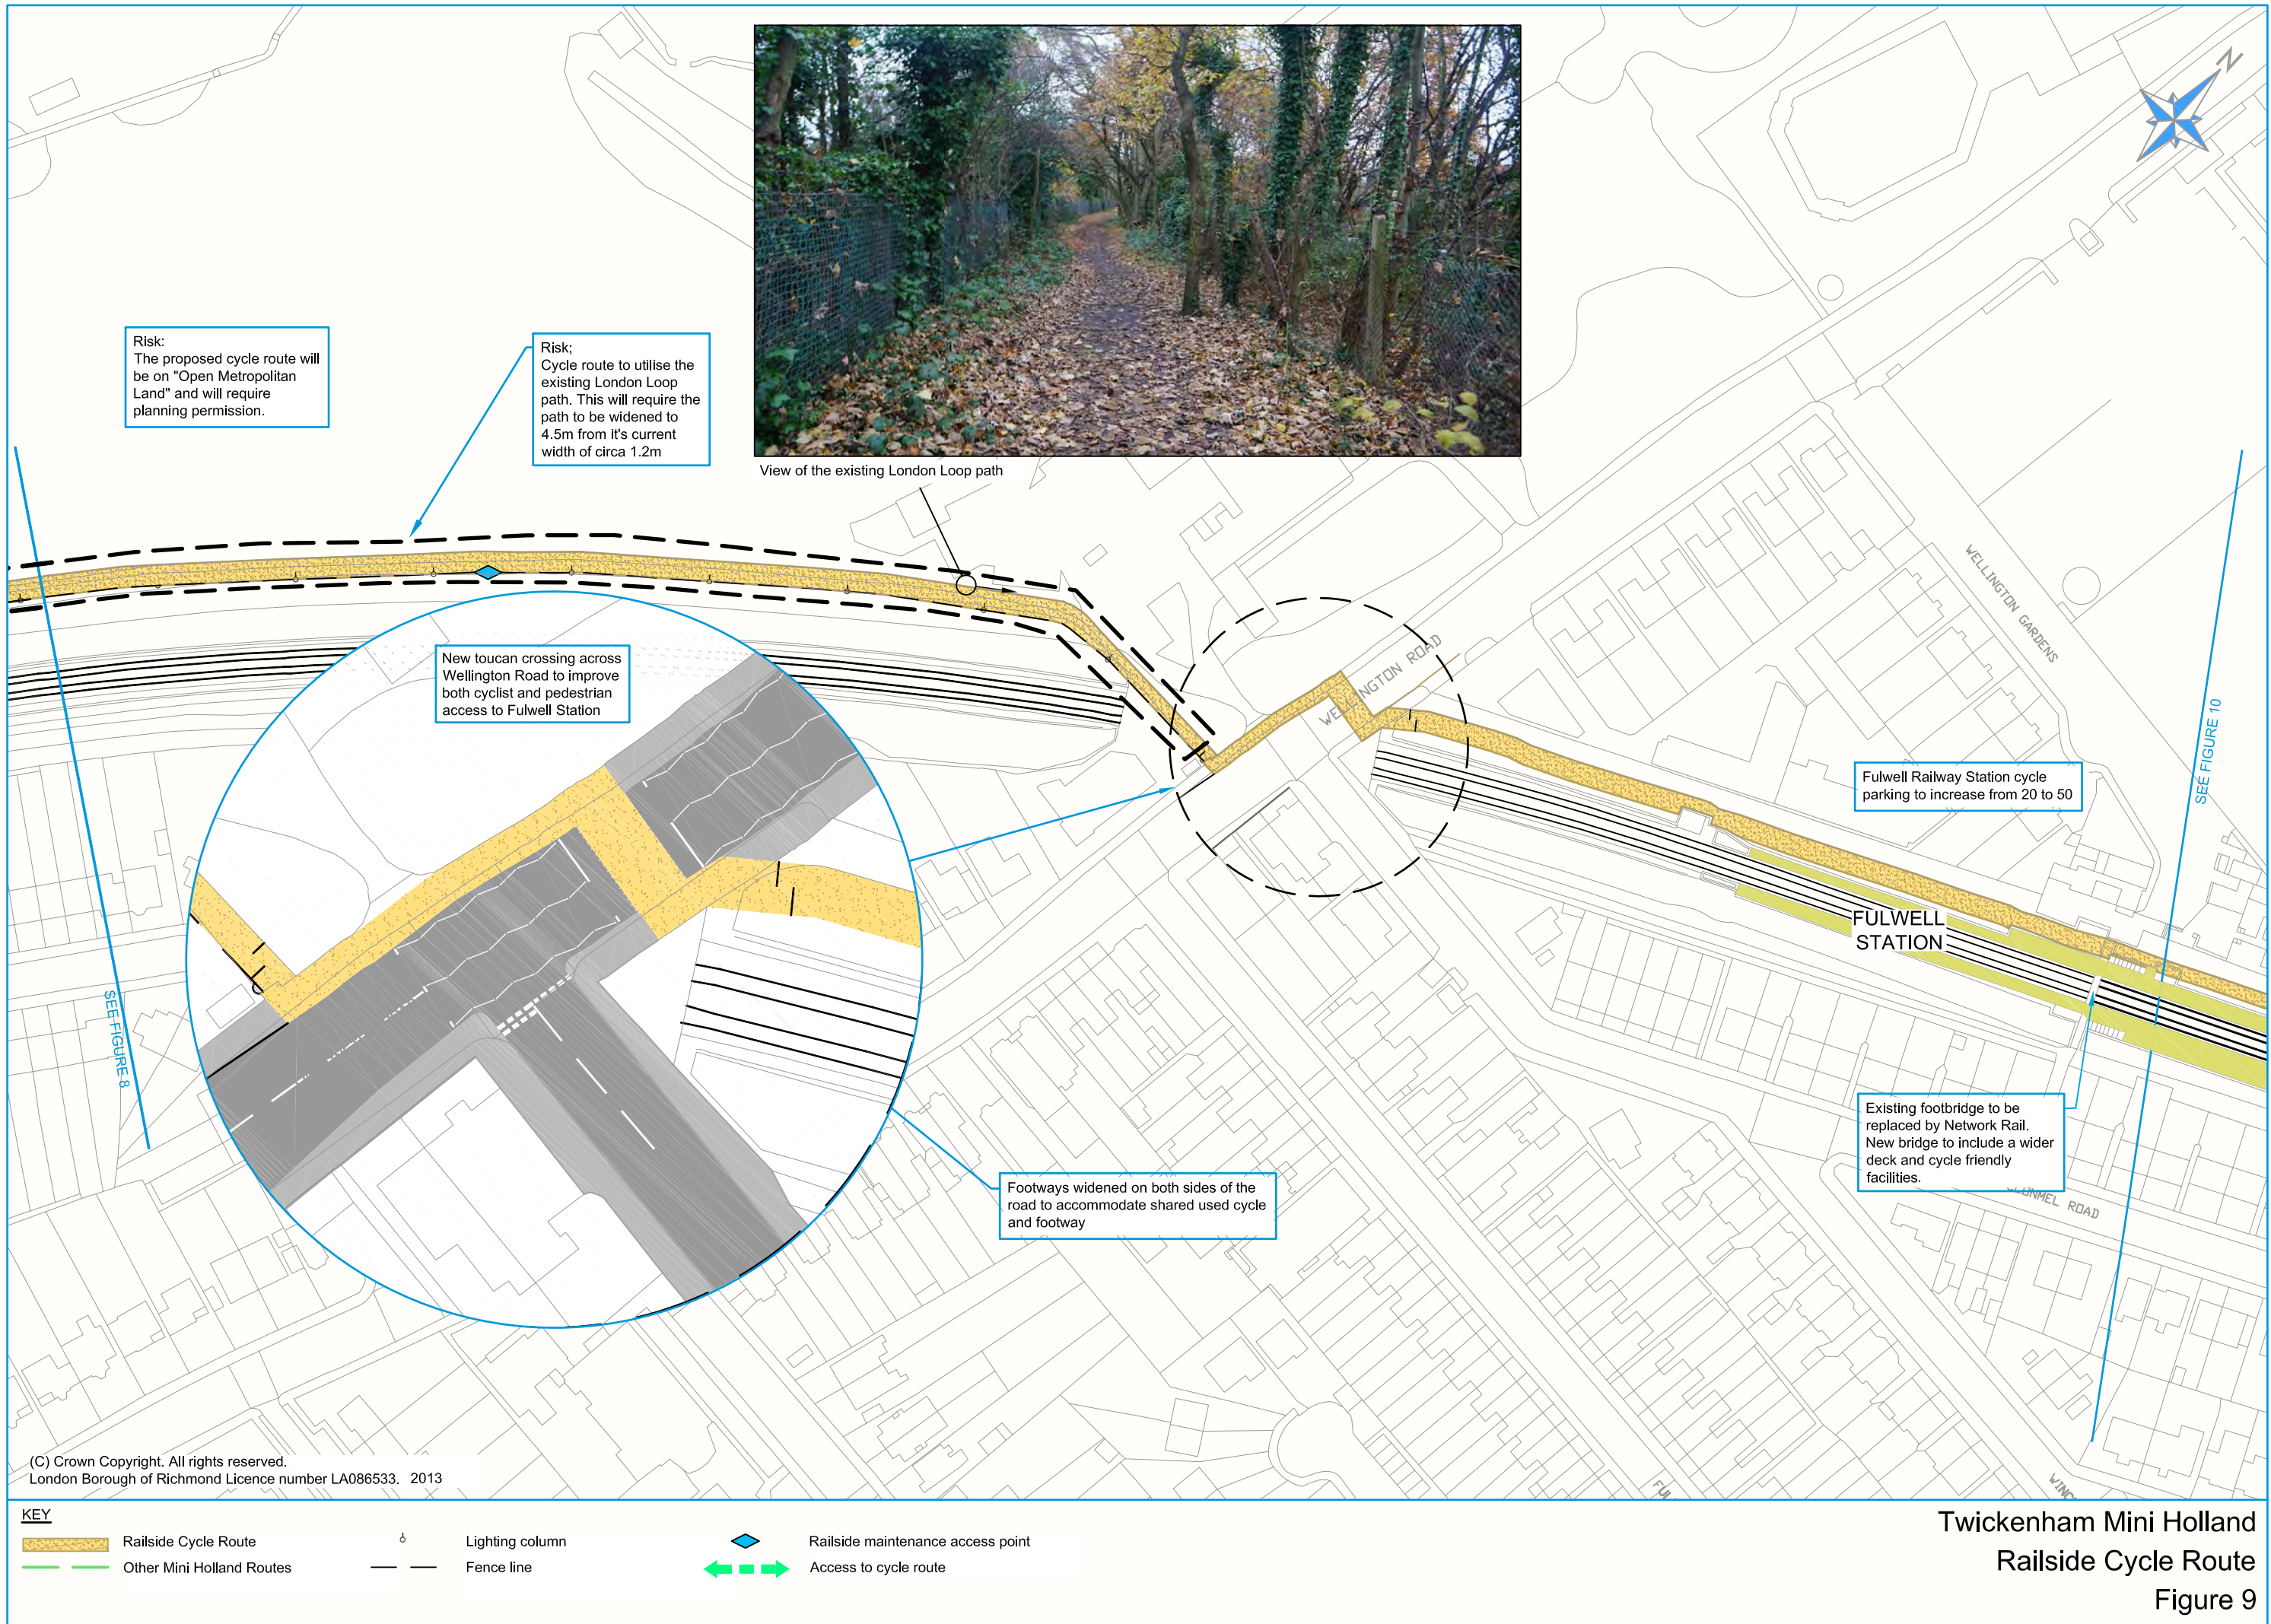 N
Risk:
The proposed cycle route will
be on "Open Metropolitan
Land" and will require
planning permission.
Risk;
Cycle route to utilise the
existing London Loop
path. This will require the
path to be widened to
4.5m from it's current
width of circa 1.2m
View of the existing London Loop path
WELLINGTON GARDENS
WELLINGTON ROAD
New toucan crossing across
Wellington Road to improve
both cyclist and pedestrian
access to Fulwell Station
SEE FIGURE 10
Fulwell Railway Station cycle
parking to increase from 20 to 50
FULWELL
STATION
SEE FIGURE 8
Existing footbridge to be
replaced by Network Rail.
New bridge to include a wider
deck and cycle friendly
facilities.
ROAD
Footways widened on both sides of the
road to accommodate shared used cycle
and footway
(C) Crown Copyright. All rights reserved.
London Borough of Richmond Licence number LA086533. 2013
KEY
Railside Cycle Route
Lighting column
Railside maintenance access point
Other Mini Holland Routes
Fence line
Access to cycle route
Twickenham Mini Holland
Railside Cycle Route
Figure 9